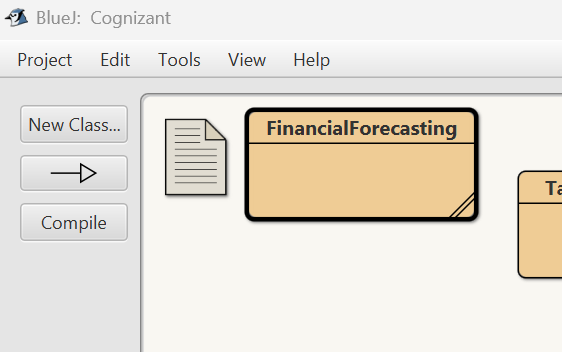 BlueJ: Cognizant
Project Edit Tools View Help
New Class...
FinancialForecasting
Compile